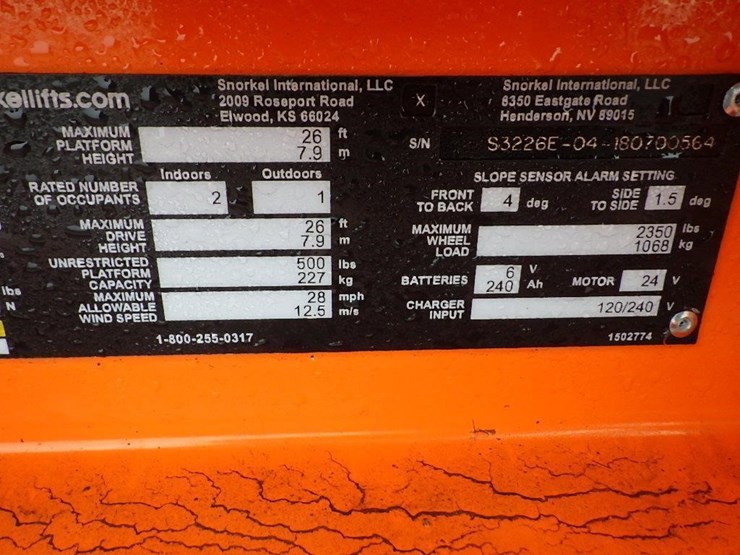 kellifts.com
Snorkel International, LLC
2009 Roseport Road
Elwood, KS 66024
X
Snorkel International, LLC
8350 Eastgate Road
Henderson, NV 89015
MAXIMUM
PLATFORM
HEIGHT
26 ft
7.9 m
S/N S3226E-04-180700564
Indoors Outdoors
RATED NUMBER
OF OCCUPANTS
2 1
SLOPE SENSOR ALARM SETTING
FRONT
TO BACK
4 deg
SIDE
TO SIDE
1.5 deg
MAXIMUM
DRIVE
HEIGHT
26 ft
7.9 m
MAXIMUM
WHEEL
LOAD
2350 lbs
1068 kg
UNRESTRICTED
PLATFORM
CAPACITY
500 lbs
227 kg
BATTERIES
6 V
240 Ah
MOTOR 24 V
MAXIMUM
ALLOWABLE
WIND SPEED
28 mph
12.5 m/s
CHARGER
INPUT
120/240 V
lbs
N
1-800-255-0317
1502774